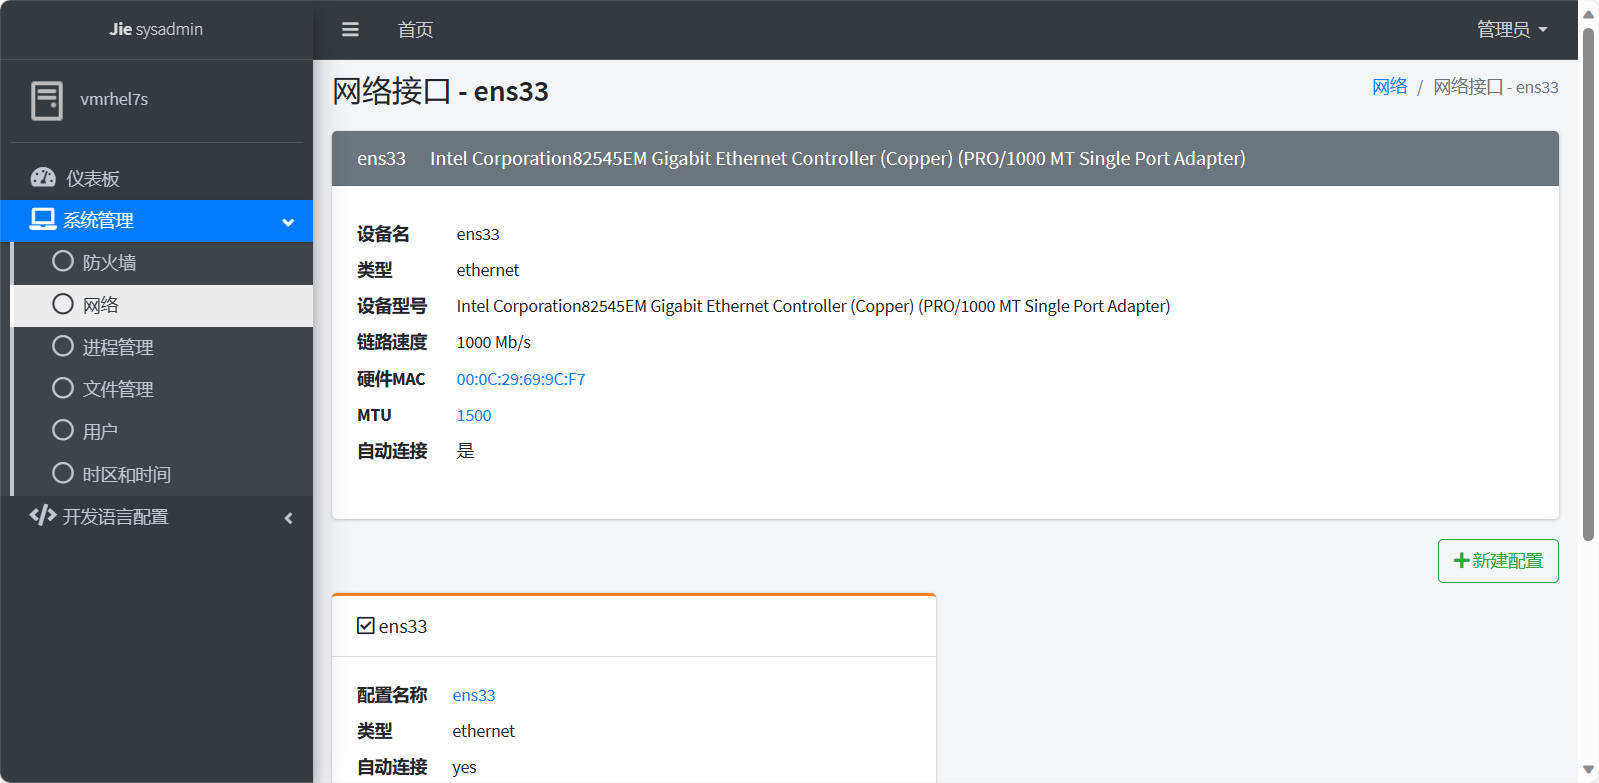 Jie sysadmin
首页
管理员
vmrhel7s
仪表板
系统管理
防火墙
网络
进程管理
文件管理
用户
时区和时间
开发语言配置
网络接口 - ens33
网络 / 网络接口 - ens33
ens33 Intel Corporation82545EM Gigabit Ethernet Controller (Copper) (PRO/1000 MT Single Port Adapter)
设备名 ens33
类型 ethernet
设备型号 Intel Corporation82545EM Gigabit Ethernet Controller (Copper) (PRO/1000 MT Single Port Adapter)
链路速度 1000 Mb/s
硬件MAC 00:0C:29:69:9C:F7
MTU 1500
自动连接 是
新建配置
ens33
配置名称 ens33
类型 ethernet
自动连接 yes